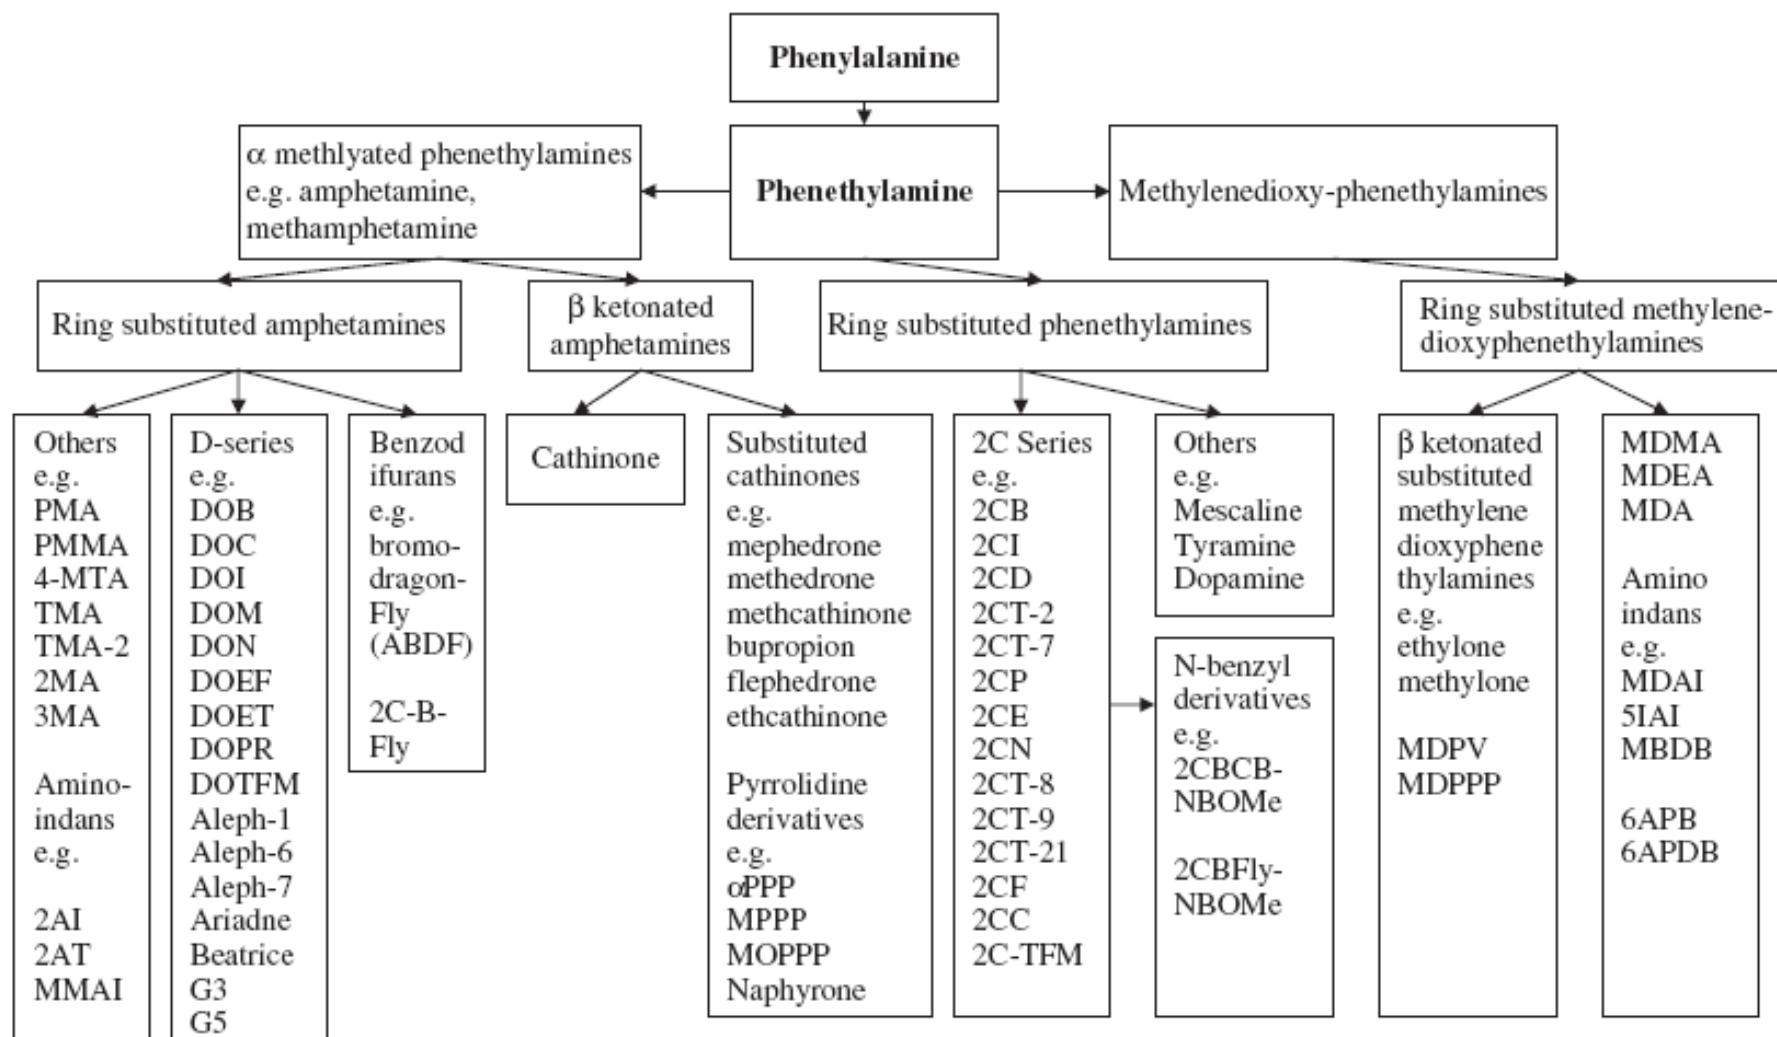 Phenylalanine
α methlyated phenethylamines
e.g. amphetamine,
methamphetamine
Phenethylamine
Methylenedioxy-phenethylamines
Ring substituted amphetamines
β ketonated
amphetamines
Ring substituted phenethylamines
Ring substituted methylene-
dioxyphenethylamines
Others
e.g.
PMA
PMMA
4-MTA
TMA
TMA-2
2MA
3MA
Amino-
indans
e.g.
2AI
2AT
MMAI
D-series
e.g.
DOB
DOC
DOI
DOM
DON
DOEF
DOET
DOPR
DOTFM
Aleph-1
Aleph-6
Aleph-7
Ariadne
Beatrice
G3
G5
Benzod
ifurans
e.g.
bromo-
dragon-
Fly
(ABDF)
2C-B-
Fly
Cathinone
Substituted
cathinones
e.g.
mephedrone
methedrone
methcathinone
bupropion
flephedrone
ethcathinone
Pyrrolidine
derivatives
e.g.
αPPP
MPPP
MOPPP
Naphyrone
2C Series
e.g.
2CB
2CI
2CD
2CT-2
2CT-7
2CP
2CE
2CN
2CT-8
2CT-9
2CT-21
2CF
2CC
2C-TFM
Others
e.g.
Mescaline
Tyramine
Dopamine
N-benzyl
derivatives
e.g.
2CBCB-
NBOMe
2CBFly-
NBOMe
β ketonated
substituted
methylene
dioxyphene
thylamines
e.g.
ethylone
methylone
MDPV
MDPPP
MDMA
MDEA
MDA
Amino
indans
e.g.
MDAI
5IAI
MBDB
6APB
6APDB